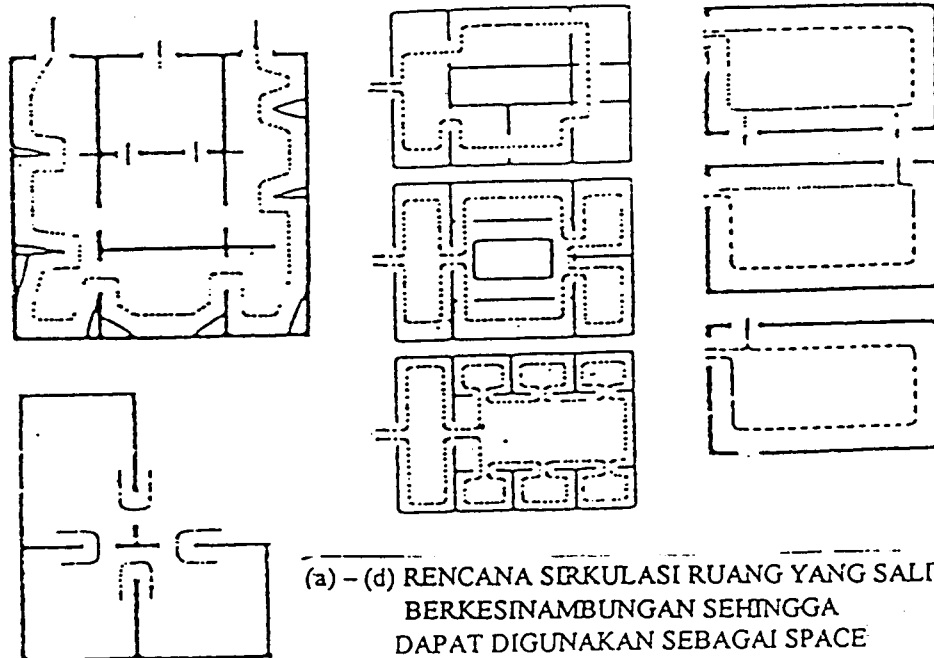 (a) – (d) RENCANA SIRKULASI RUANG YANG SALI
BERKESINAMBUNGAN SEHINGGA
DAPAT DIGUNAKAN SEBAGAI SPACE